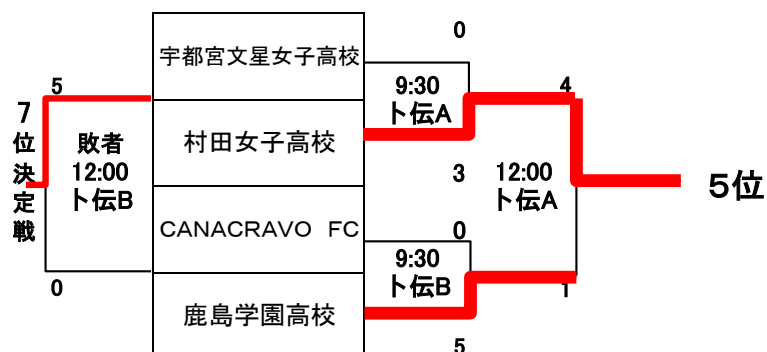 7
位
決
定
戦
5
敗者
12:00
ト伝B
0
宇都宮文星女子高校
村田女子高校
CANACRAVO　FC
鹿島学園高校
0
9:30
ト伝A
3
0
9:30
ト伝B
5
4
12:00
ト伝A
1
5位